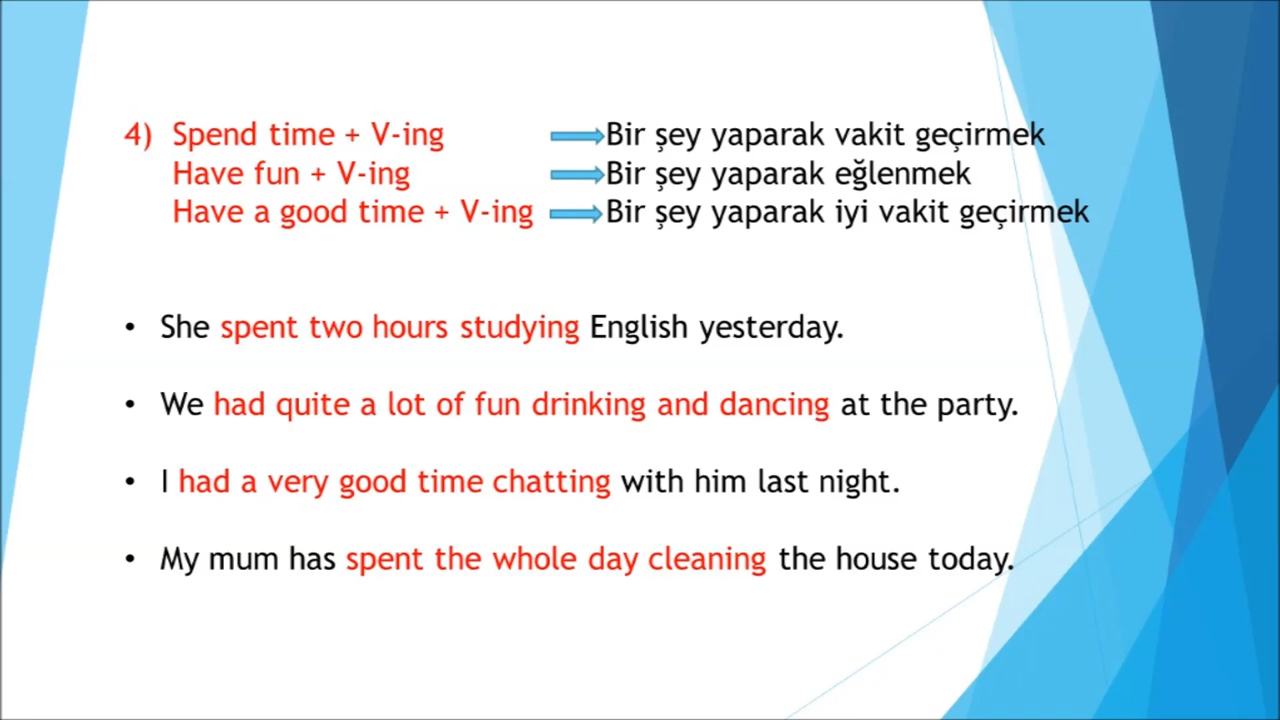 4) Spend time + V-ing Bir şey yaparak vakit geçirmek
Have fun + V-ing Bir şey yaparak eğlenmek
Have a good time + V-ing Bir şey yaparak iyi vakit geçirmek
• She spent two hours studying English yesterday.
• We had quite a lot of fun drinking and dancing at the party.
• I had a very good time chatting with him last night.
• My mum has spent the whole day cleaning the house today.